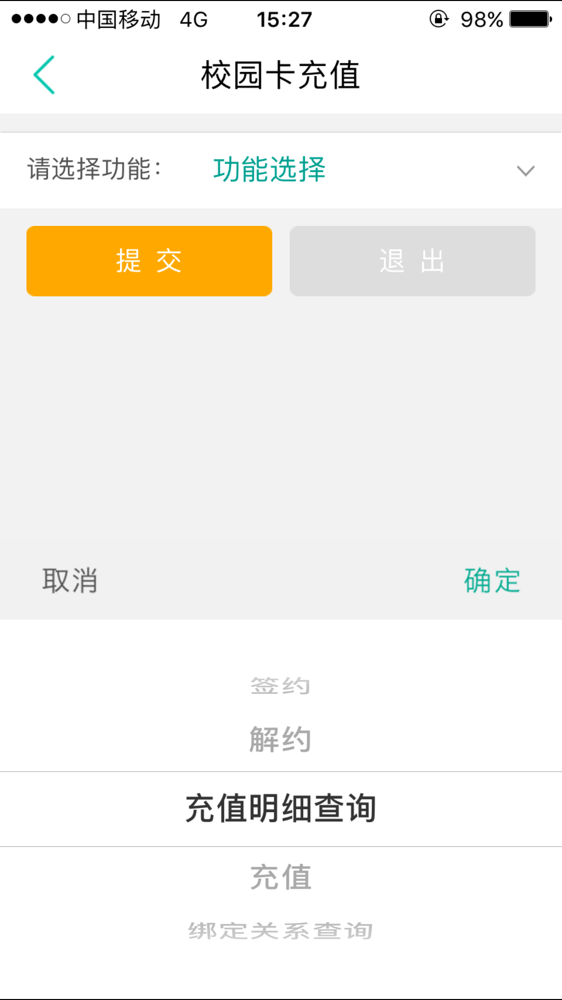 中国移动 4G 15:27 98%
校园卡充值
请选择功能: 功能选择
提 交 退 出
取消 确定
签约
解约
充值明细查询
充值
绑定关系查询